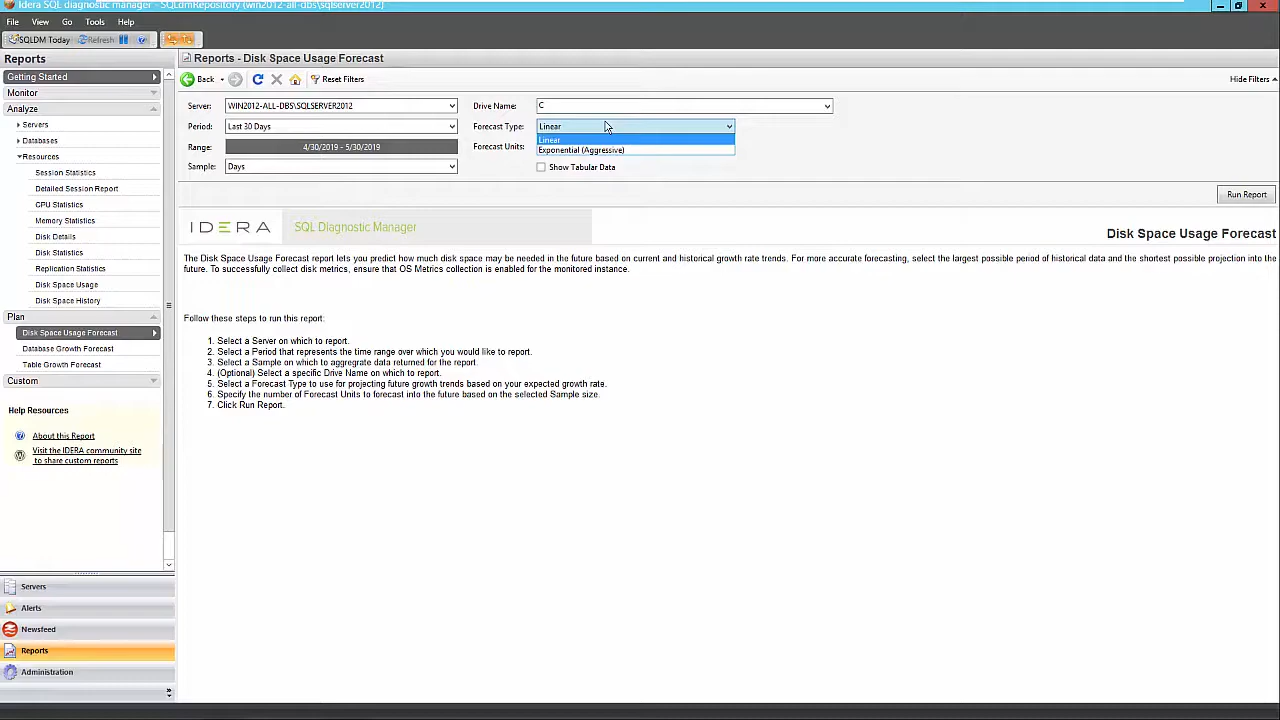 Idera SQL diagnostic manager - SQLdmRepository (win2012-all-dbs\sqlserver2012)
File View Go Tools Help
SQLDM Today Refresh
Reports
Getting Started
Monitor
Analyze
Servers
Databases
Resources
Session Statistics
Detailed Session Report
CPU Statistics
Memory Statistics
Disk Details
Disk Statistics
Replication Statistics
Disk Space Usage
Disk Space History
Plan
Disk Space Usage Forecast
Database Growth Forecast
Table Growth Forecast
Custom
Help Resources
About this Report
Visit the IDERA community site
to share custom reports
Servers
Alerts
Newsfeed
Reports
Administration
Reports - Disk Space Usage Forecast
Back Reset Filters Hide Filters
Server: WIN2012-ALL-DBS\SQLSERVER2012 Drive Name: C
Period: Last 30 Days Forecast Type: Linear
Linear
Range: 4/30/2019 - 5/30/2019 Forecast Units: Exponential (Aggressive)
Sample: Days Show Tabular Data
Run Report
IDERA SQL Diagnostic Manager
Disk Space Usage Forecast
The Disk Space Usage Forecast report lets you predict how much disk space may be needed in the future based on current and historical growth rate trends. For more accurate forecasting, select the largest possible period of historical data and the shortest possible projection into the
future. To successfully collect disk metrics, ensure that OS Metrics collection is enabled for the monitored instance.
Follow these steps to run this report:
1. Select a Server on which to report.
2. Select a Period that represents the time range over which you would like to report.
3. Select a Sample on which to aggregrate data returned for the report.
4. (Optional) Select a specific Drive Name on which to report.
5. Select a Forecast Type to use for projecting future growth trends based on your expected growth rate.
6. Specify the number of Forecast Units to forecast into the future based on the selected Sample size.
7. Click Run Report.